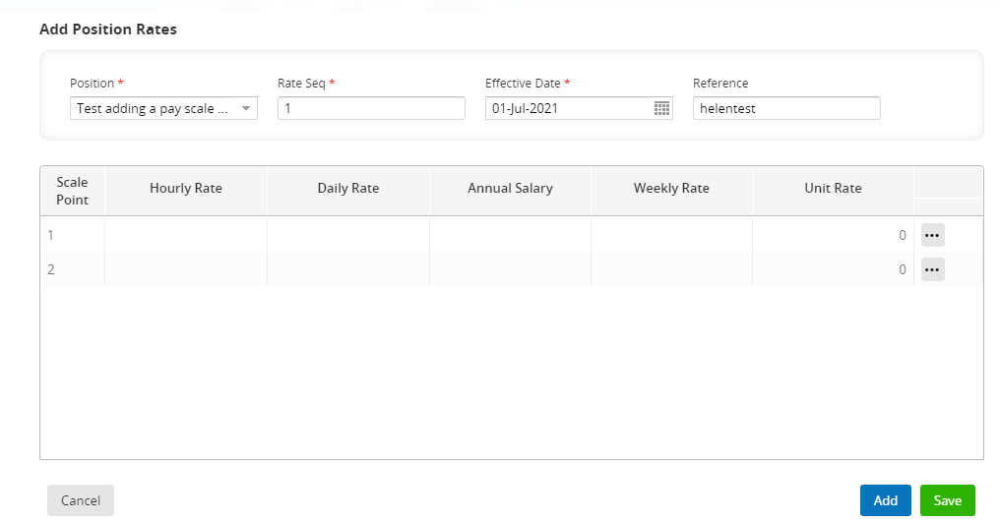 Add Position Rates
Position * Rate Seq * Effective Date * Reference
Test adding a pay scale ... 1 01-Jul-2021 helentest
Scale Point Hourly Rate Daily Rate Annual Salary Weekly Rate Unit Rate
1 0 •••
2 0 •••
Cancel Add Save